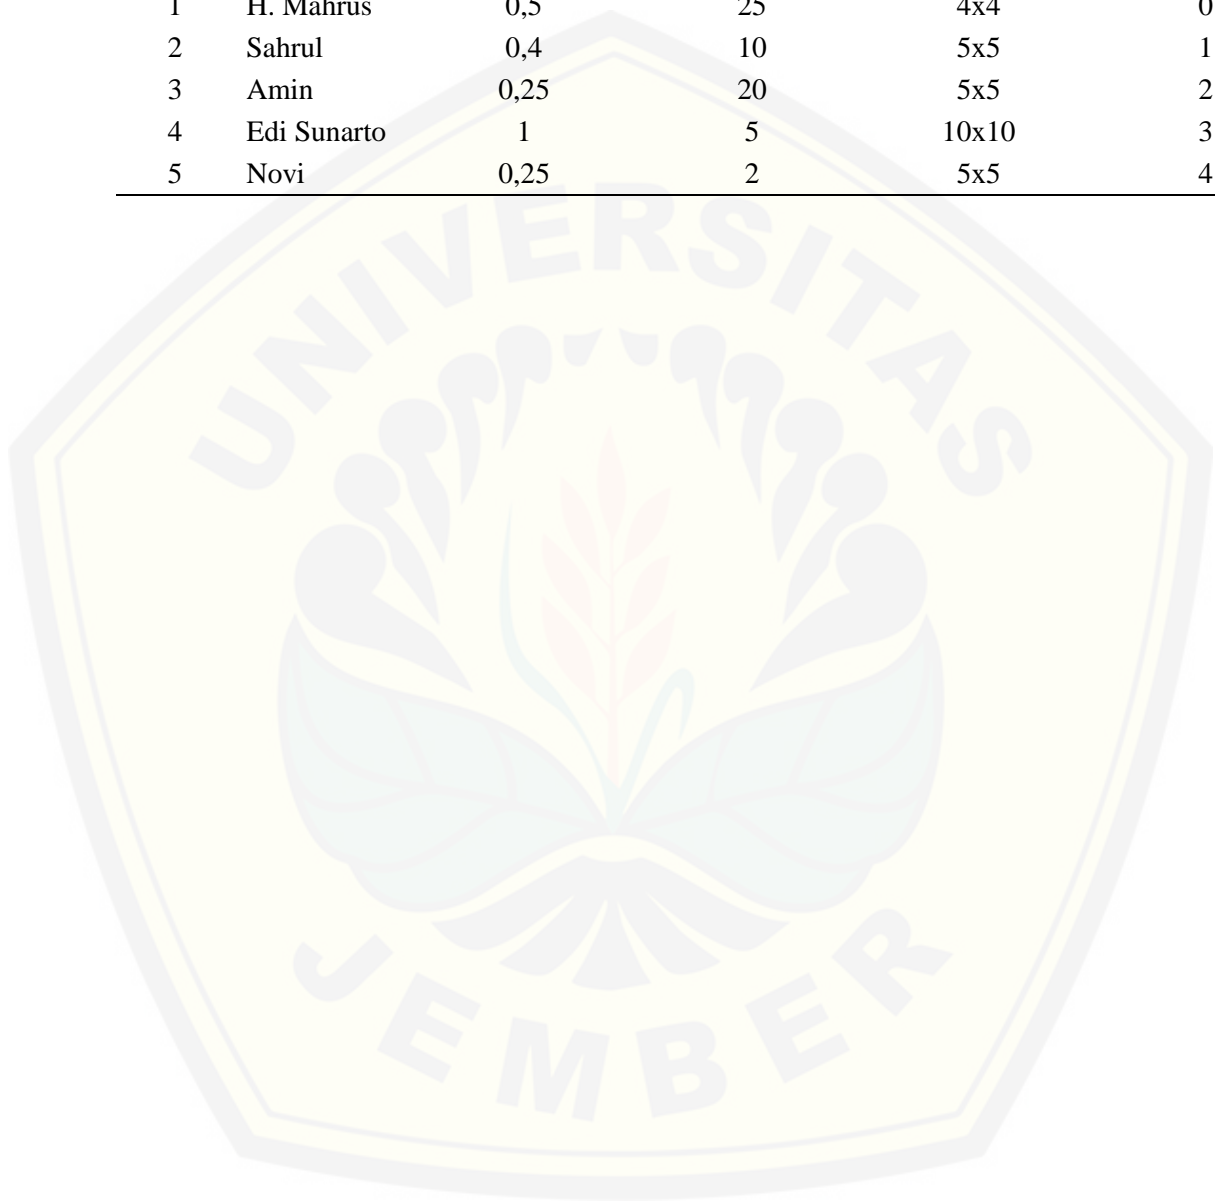 1 H. Mahrus 0,5 25 4x4 0
2 Sahrul 0,4 10 5x5 1
3 Amin 0,25 20 5x5 2
4 Edi Sunarto 1 5 10x10 3
5 Novi 0,25 2 5x5 4
UNIVERSITAS
JEMBER